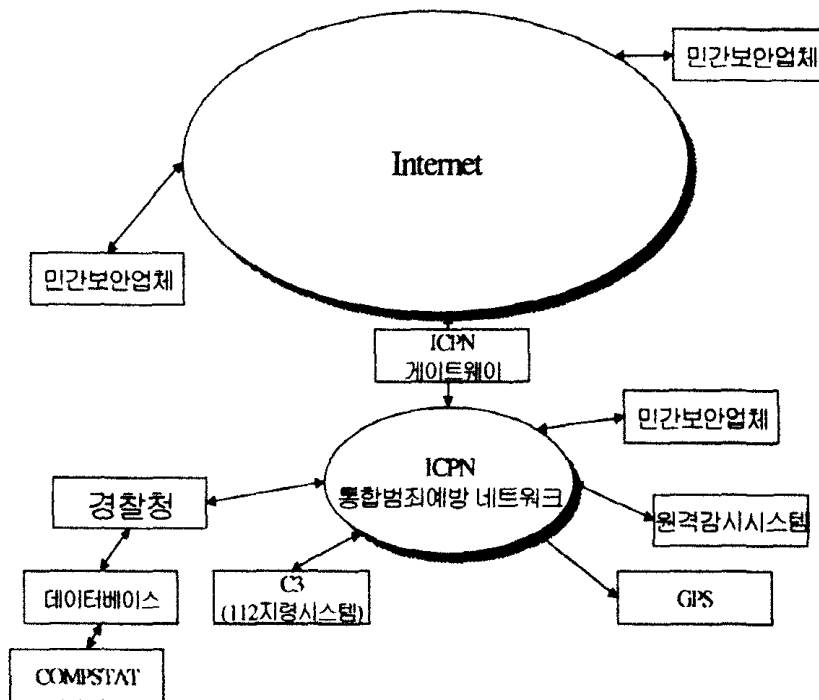 민간보안업체
Internet
민간보안업체
ICPN
게이트웨이
민간보안업체
ICPN
통합범죄예방 네트워크
경찰청
원격감시시스템
C3
(112지령시스템)
데이터베이스
GPS
COMPSTAT